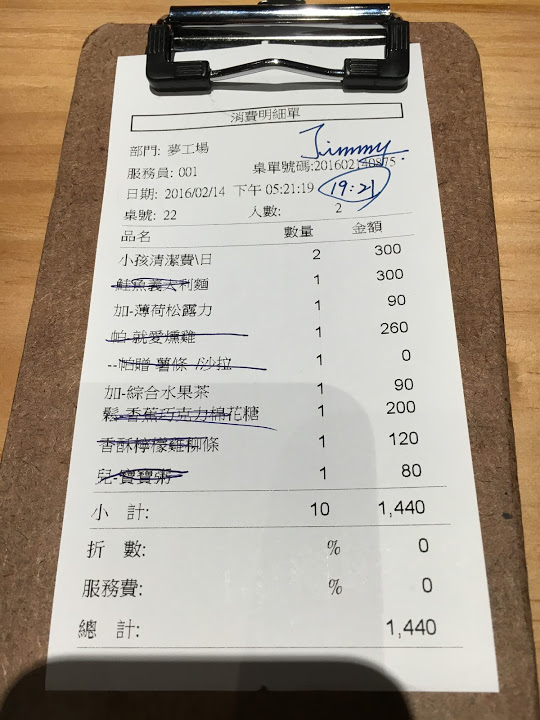 消費明細單
Jimmy
部門: 夢工場
服務員: 001 桌單號碼:201602140875
日期: 2016/02/14 下午 05:21:19 19:21
桌號: 22 人數: 2
品名 數量 金額
小孩清潔費\日 2 300
鮭魚義大利麵 1 300
加-薄荷松露力 1 90
帕-就愛燻雞 1 260
--帕贈 薯條 /沙拉 1 0
加-綜合水果茶 1 90
鬆-香蕉巧克力棉花糖 1 200
香酥檸檬雞柳條 1 120
兒-寶寶粥 1 80
小 計: 10 1,440
折 數: % 0
服務費: % 0
總 計: 1,440